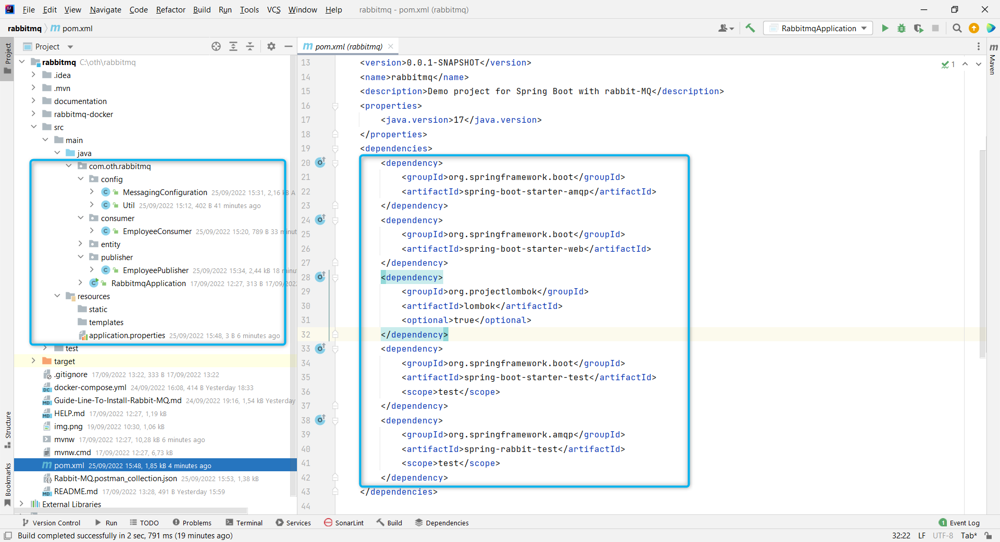 File Edit View Navigate Code Refactor Build Run Tools VCS Window Help rabbitmq - pom.xml (rabbitmq)
rabbitmq m pom.xml RabbitmqApplication
Project
Project
rabbitmq C:\oth\rabbitmq
.idea
.mvn
documentation
rabbitmq-docker
src
main
java
com.oth.rabbitmq
config
MessagingConfiguration 25/09/2022 15:31, 2,16 kB A
Util 25/09/2022 15:12, 402 B 41 minutes ago
consumer
EmployeeConsumer 25/09/2022 15:20, 789 B 33 minut
entity
publisher
EmployeePublisher 25/09/2022 15:34, 2,44 kB 18 minu
RabbitmqApplication 17/09/2022 12:27, 313 B 17/09/202
resources
static
templates
application.properties 25/09/2022 15:48, 3 B 6 minutes ago
test
target
.gitignore 17/09/2022 13:22, 333 B 17/09/2022 13:22
docker-compose.yml 24/09/2022 16:08, 414 B Yesterday 18:33
Guide-Line-To-Install-Rabbit-MQ.md 24/09/2022 19:16, 1,54 kB Yesterday
HELP.md 17/09/2022 12:27, 1,19 kB
img.png 19/09/2022 10:30, 1,06 kB
mvnw 17/09/2022 12:27, 10,28 kB 6 minutes ago
mvnw.cmd 17/09/2022 12:27, 6,73 kB
pom.xml 25/09/2022 15:48, 1,85 kB 4 minutes ago
Rabbit-MQ.postman_collection.json 25/09/2022 15:53, 1,38 kB
README.md 17/09/2022 13:28, 491 B Yesterday 15:59
External Libraries
Structure
Bookmarks
m pom.xml (rabbitmq)
1
m Maven
13 <version>0.0.1-SNAPSHOT</version>
14 <name>rabbitmq</name>
15 <description>Demo project for Spring Boot with rabbit-MQ</description>
16 <properties>
17 <java.version>17</java.version>
18 </properties>
19 <dependencies>
20 <dependency>
21 <groupId>org.springframework.boot</groupId>
22 <artifactId>spring-boot-starter-amqp</artifactId>
23 </dependency>
24 <dependency>
25 <groupId>org.springframework.boot</groupId>
26 <artifactId>spring-boot-starter-web</artifactId>
27 </dependency>
28 <dependency>
29 <groupId>org.projectlombok</groupId>
30 <artifactId>lombok</artifactId>
31 <optional>true</optional>
32 </dependency>
33 <dependency>
34 <groupId>org.springframework.boot</groupId>
35 <artifactId>spring-boot-starter-test</artifactId>
36 <scope>test</scope>
37 </dependency>
38 <dependency>
39 <groupId>org.springframework.amqp</groupId>
40 <artifactId>spring-rabbit-test</artifactId>
41 <scope>test</scope>
42 </dependency>
43 </dependencies>
44
Version Control Run TODO Problems Terminal Services SonarLint Build Dependencies 1 Event Log
Build completed successfully in 2 sec, 791 ms (19 minutes ago) 32:22 LF UTF-8 Tab*